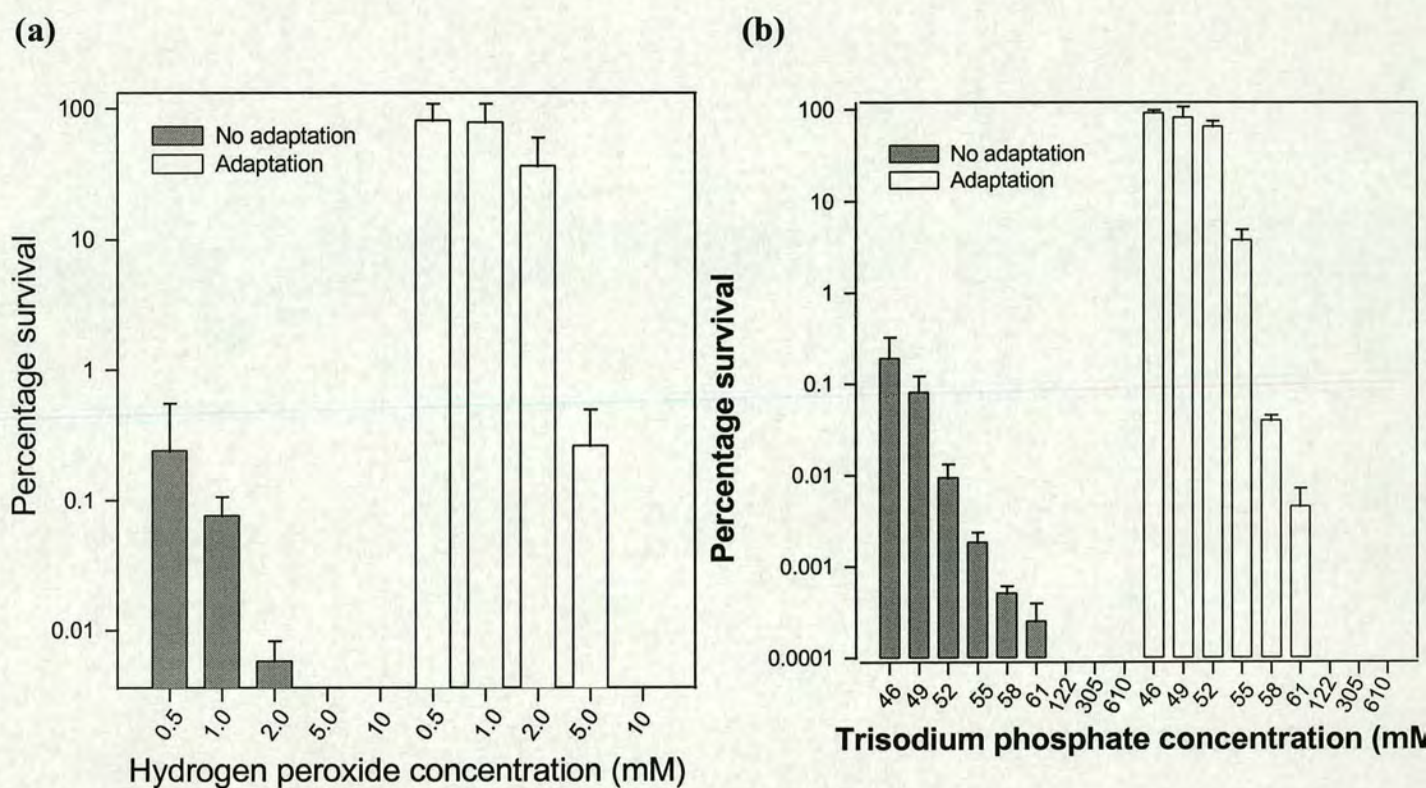 (a)
Percentage survival
100
10
1
0.1
0.01
No adaptation
Adaptation
0.5 1.0 2.0 5.0 10 0.5 1.0 2.0 5.0 10
Hydrogen peroxide concentration (mM)
(b)
Percentage survival
100
10
1
0.1
0.01
0.001
0.0001
No adaptation
Adaptation
46 49 52 55 58 61 122 305 610 46 49 52 55 58 61 122 305 610
Trisodium phosphate concentration (mM